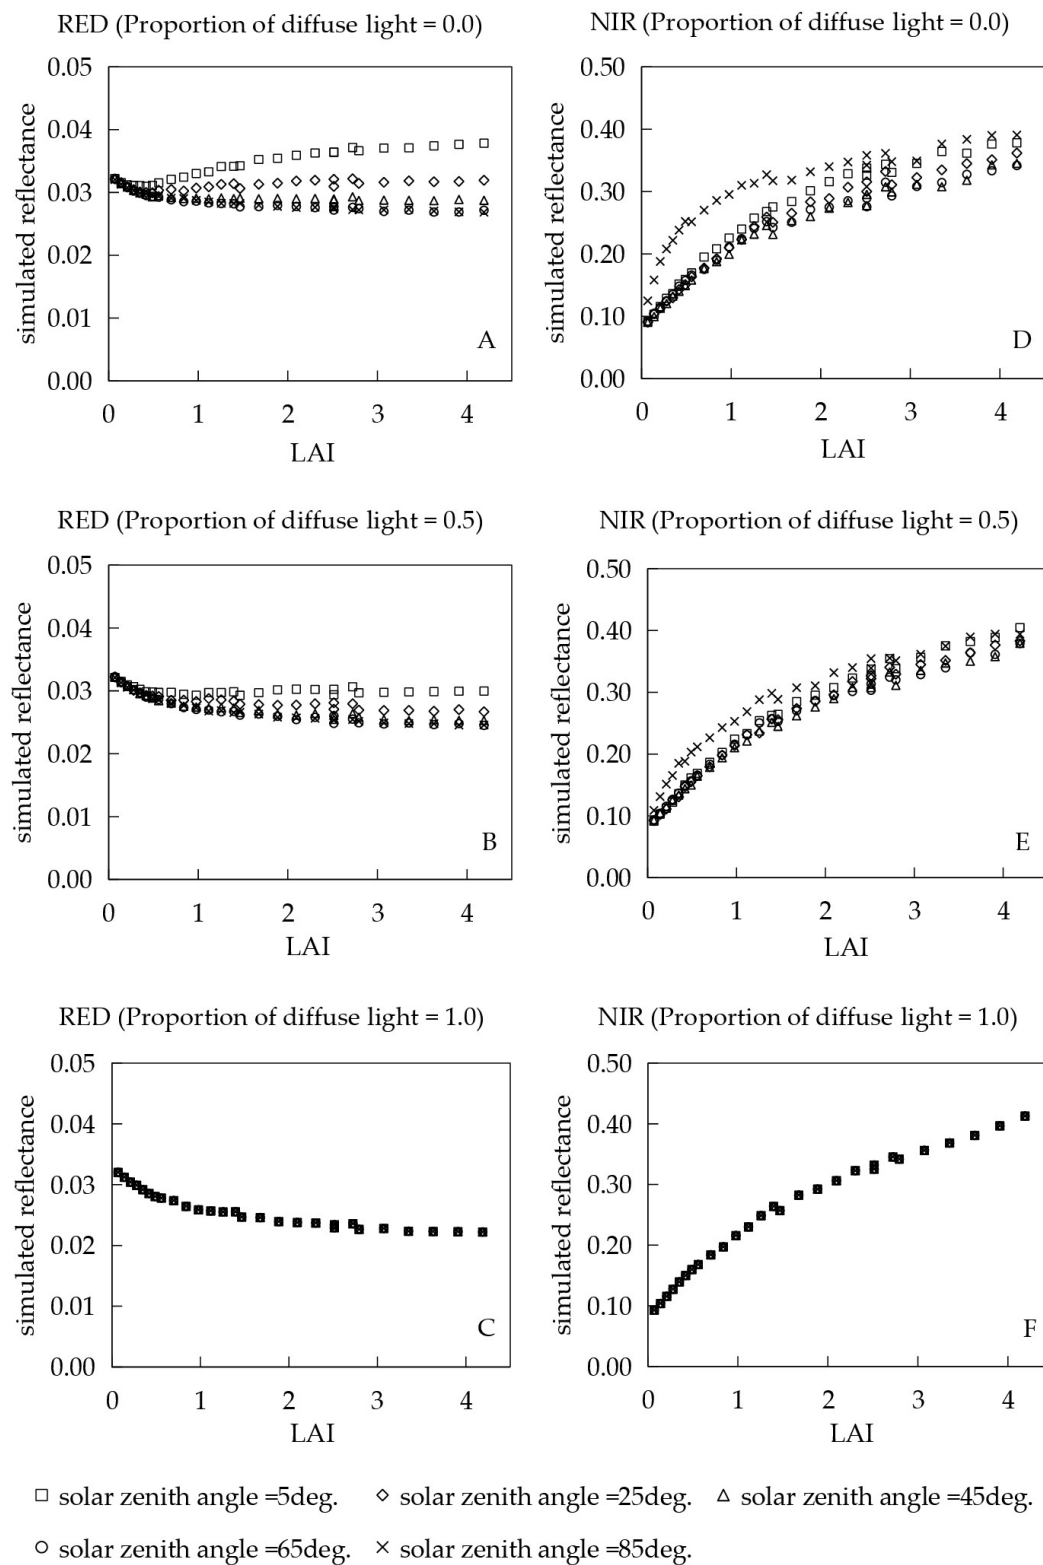 RED (Proportion of diffuse light = 0.0)
0.05
0.04
0.03
0.02
0.01
0.00
simulated reflectance
A
0 1 2 3 4
LAI
NIR (Proportion of diffuse light = 0.0)
0.50
0.40
0.30
0.20
0.10
0.00
simulated reflectance
D
0 1 2 3 4
LAI
RED (Proportion of diffuse light = 0.5)
0.05
0.04
0.03
0.02
0.01
0.00
simulated reflectance
B
0 1 2 3 4
LAI
NIR (Proportion of diffuse light = 0.5)
0.50
0.40
0.30
0.20
0.10
0.00
simulated reflectance
E
0 1 2 3 4
LAI
RED (Proportion of diffuse light = 1.0)
0.05
0.04
0.03
0.02
0.01
0.00
simulated reflectance
C
0 1 2 3 4
LAI
NIR (Proportion of diffuse light = 1.0)
0.50
0.40
0.30
0.20
0.10
0.00
simulated reflectance
F
0 1 2 3 4
LAI
solar zenith angle =5deg. solar zenith angle =25deg. solar zenith angle =45deg.
solar zenith angle =65deg. solar zenith angle =85deg.